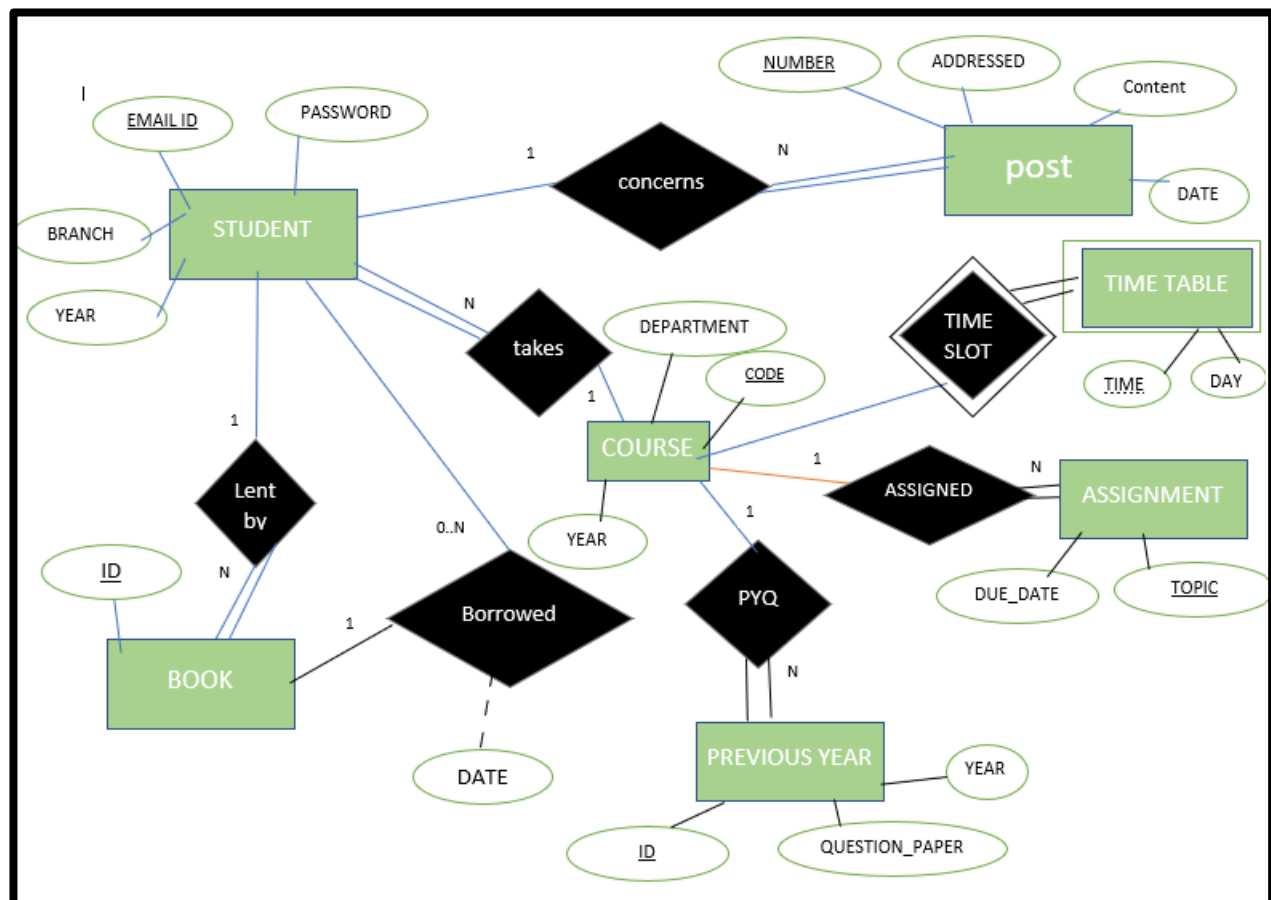 NUMBER
ADDRESSED
Content
EMAIL ID
PASSWORD
1
N
concerns
post
DATE
BRANCH
STUDENT
YEAR
N
takes
DEPARTMENT
CODE
TIME
SLOT
TIME TABLE
TIME
DAY
1
1
COURSE
1
N
ASSIGNED
ASSIGNMENT
Lent
by
0..N
1
YEAR
ID
N
PYQ
DUE_DATE
TOPIC
Borrowed
1
BOOK
N
PREVIOUS YEAR
YEAR
DATE
ID
QUESTION_PAPER